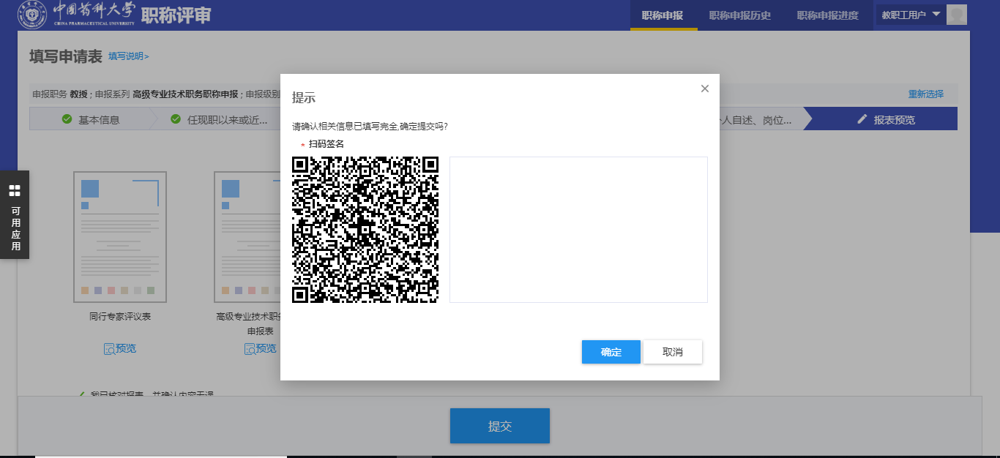 中国药科大学 职称评审
CHINA PHARMACEUTICAL UNIVERSITY
职称申报 职称申报历史 职称申报进度 教职工用户
填写申请表 填写说明>
申报职务 教授 ; 申报系列 高级专业技术职务职称申报 ; 申报级别
重新选择
基本信息 任现职以来或近... 人自述、岗位... 报表预览
提示
请确认相关信息已填写完全,确定提交吗?
* 扫码签名
可用应用
同行专家评议表
高级专业技术职务
申报表
预览 预览
确定 取消
我已核对报表，并确认内容无误
提交